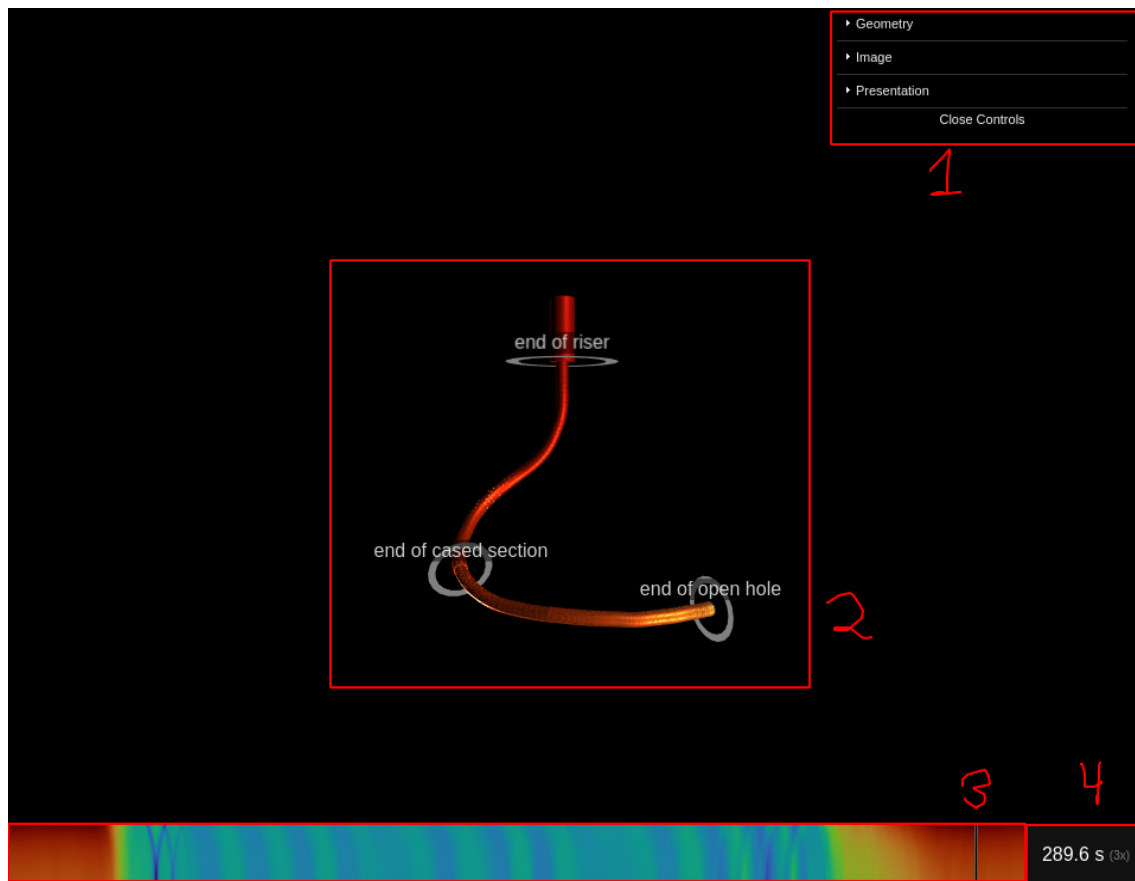 Geometry
Image
Presentation
Close Controls
1
end of riser
end of cased section
end of open hole
2
3
4
289.6 s (3x)